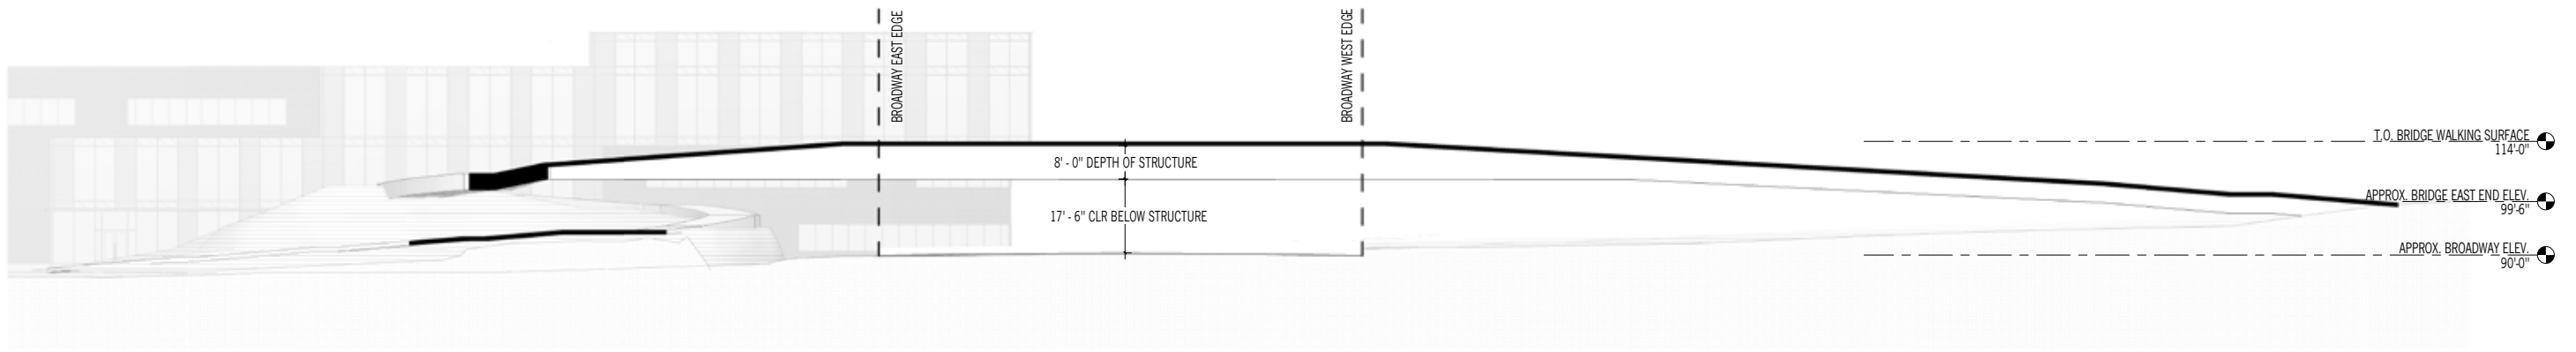 BROADWAY EAST EDGE
BROADWAY WEST EDGE
T.O. BRIDGE WALKING SURFACE
114'-0"
8' - 0" DEPTH OF STRUCTURE
APPROX. BRIDGE EAST END ELEV.
99'-6"
17' - 6" CLR BELOW STRUCTURE
APPROX. BROADWAY ELEV.
90'-0"